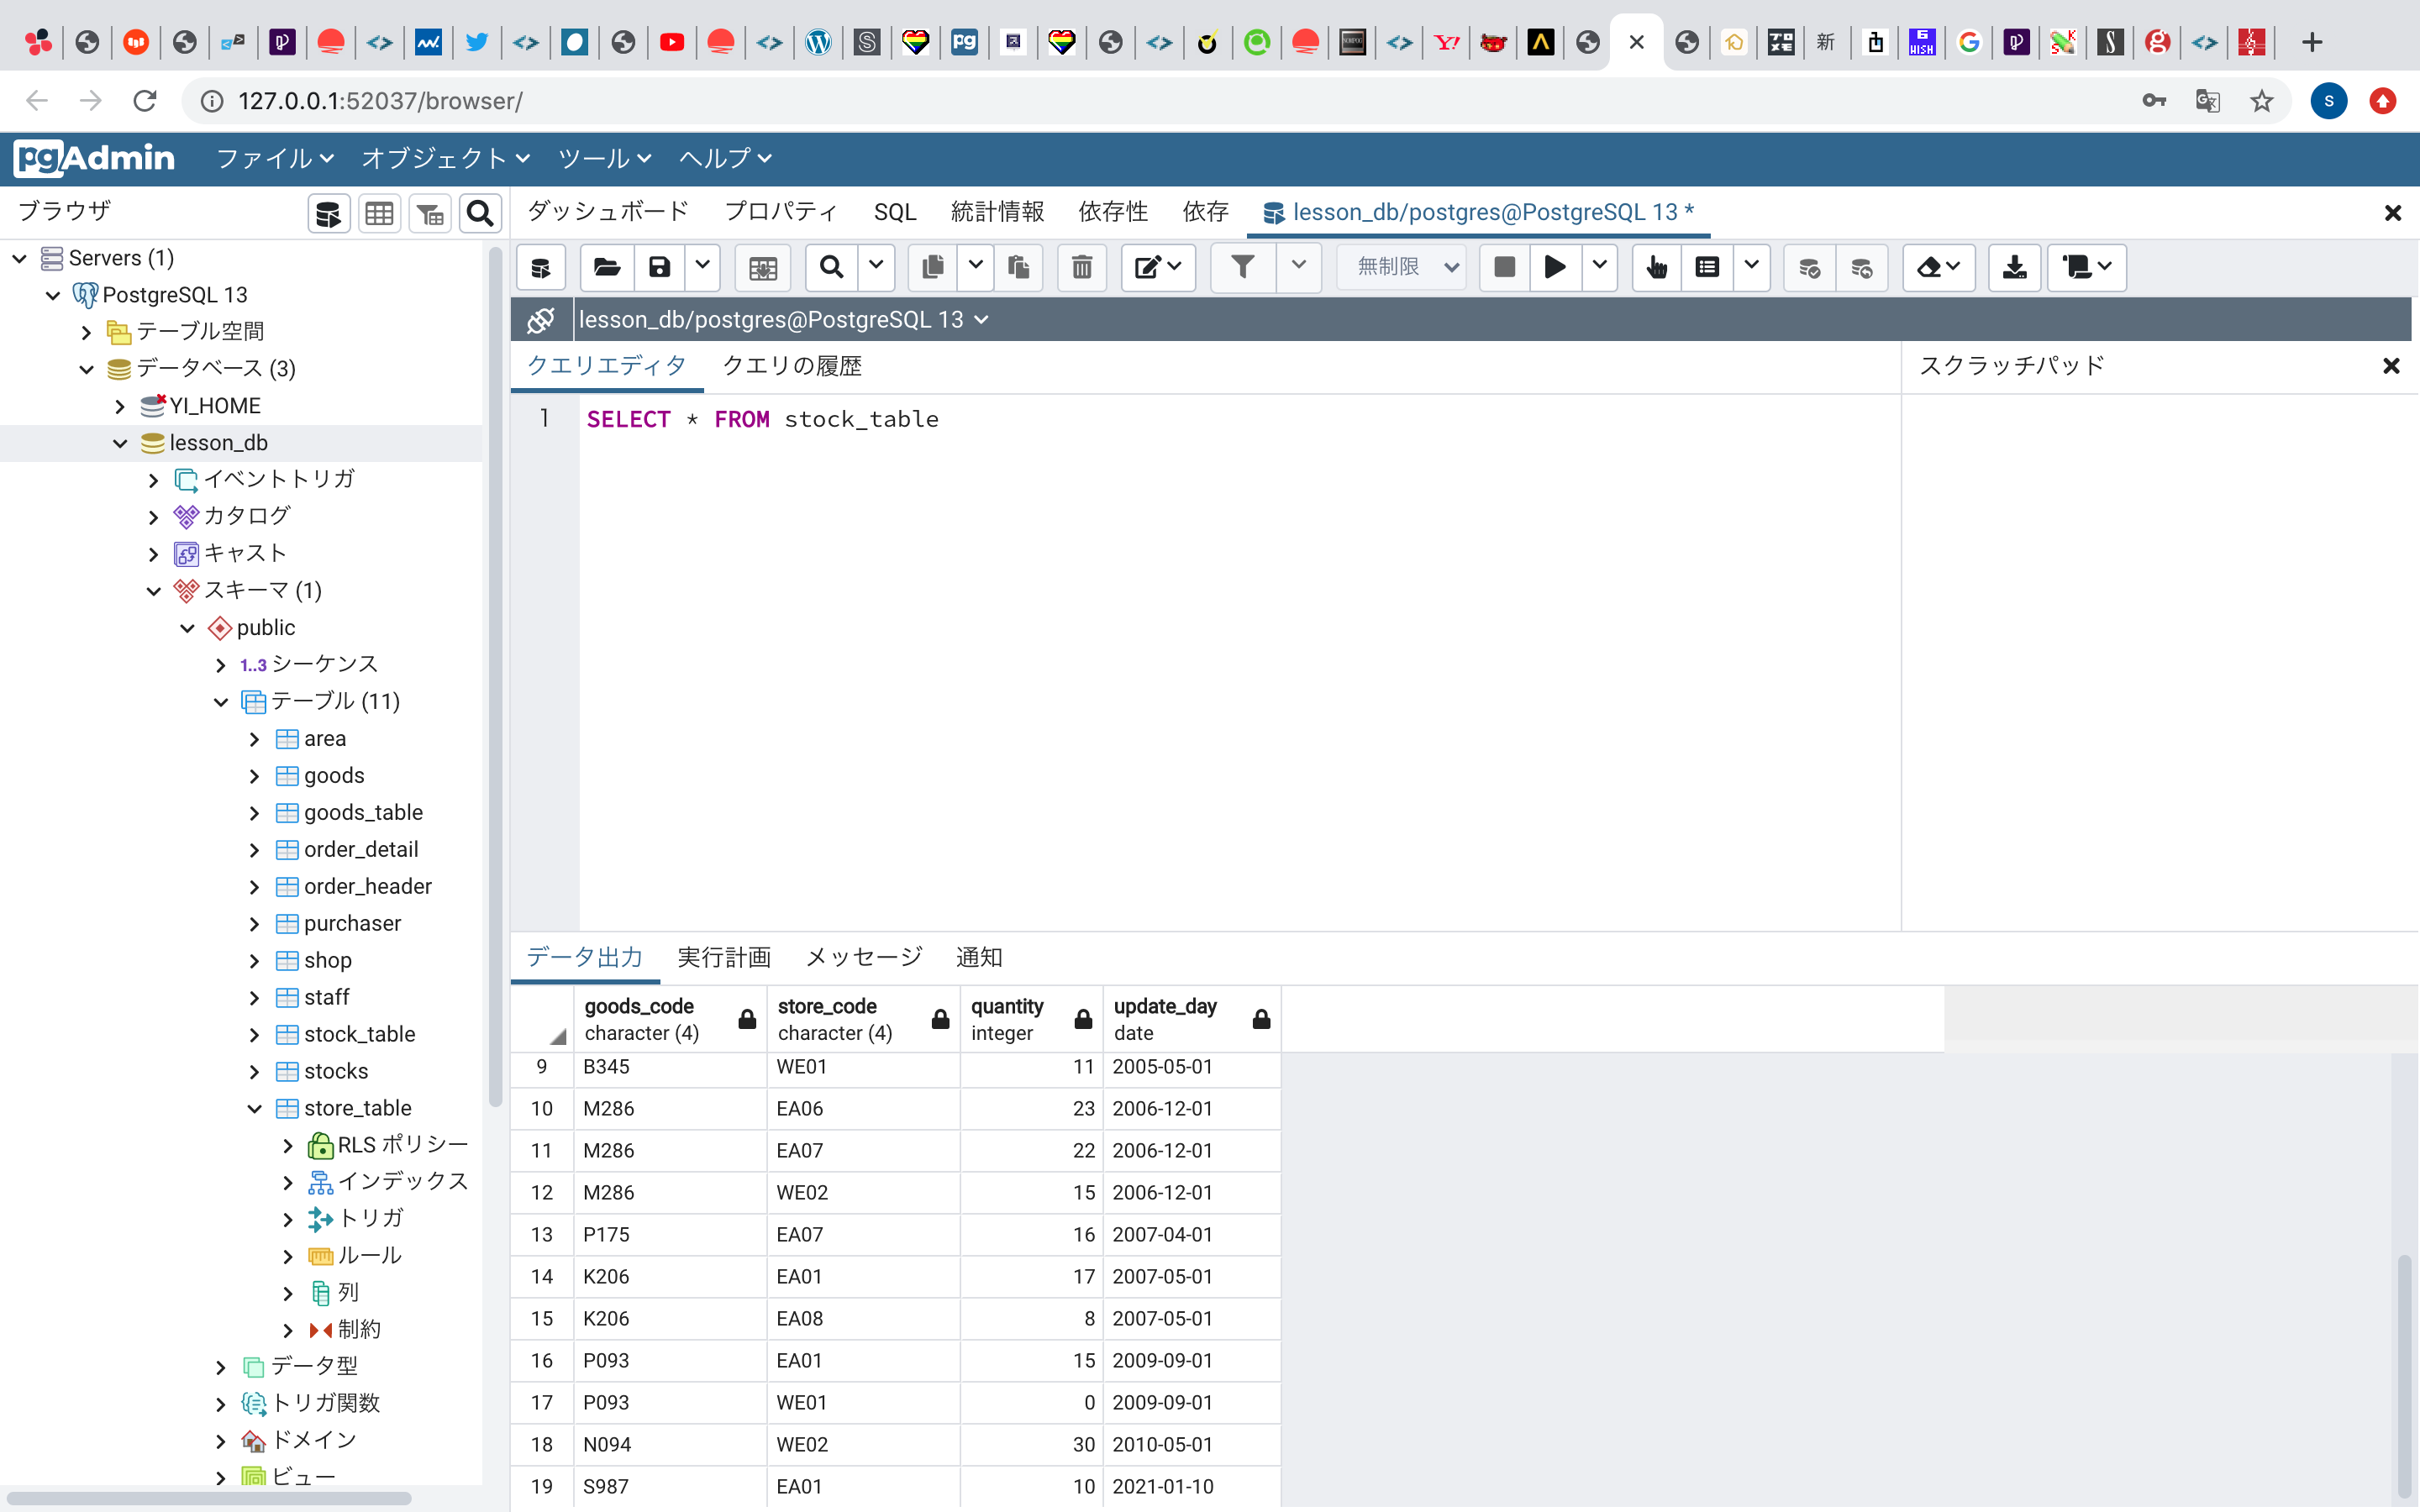 新
127.0.0.1:52037/browser/
S
pgAdmin ファイル オブジェクト ツール ヘルプ
ブラウザ
ダッシュボード プロパティ SQL 統計情報 依存性 依存 lesson_db/postgres@PostgreSQL 13 *
無制限
lesson_db/postgres@PostgreSQL 13
クエリエディタ クエリの履歴
スクラッチパッド
1 SELECT * FROM stock_table
Servers (1)
PostgreSQL 13
テーブル空間
データベース (3)
YI_HOME
lesson_db
イベントトリガ
カタログ
キャスト
スキーマ (1)
public
1..3 シーケンス
テーブル (11)
area
goods
goods_table
order_detail
order_header
purchaser
shop
staff
stock_table
stocks
store_table
RLS ポリシー
インデックス
トリガ
ルール
列
制約
データ型
トリガ関数
ドメイン
ビュー
データ出力 実行計画 メッセージ 通知
goods_code store_code quantity update_day
character (4) character (4) integer date
9 B345 WE01 11 2005-05-01
10 M286 EA06 23 2006-12-01
11 M286 EA07 22 2006-12-01
12 M286 WE02 15 2006-12-01
13 P175 EA07 16 2007-04-01
14 K206 EA01 17 2007-05-01
15 K206 EA08 8 2007-05-01
16 P093 EA01 15 2009-09-01
17 P093 WE01 0 2009-09-01
18 N094 WE02 30 2010-05-01
19 S987 EA01 10 2021-01-10